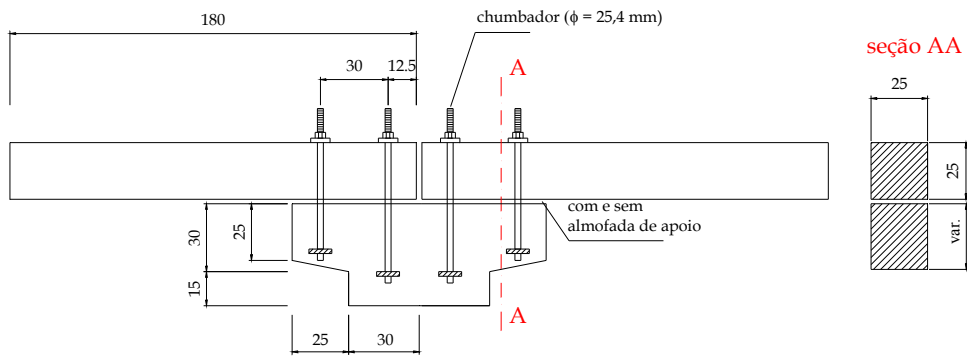 180
chumbador (ϕ = 25,4 mm)
seção AA
30
12.5
A
25
25
com e sem
almofada de apoio
30
25
var.
15
A
25
30